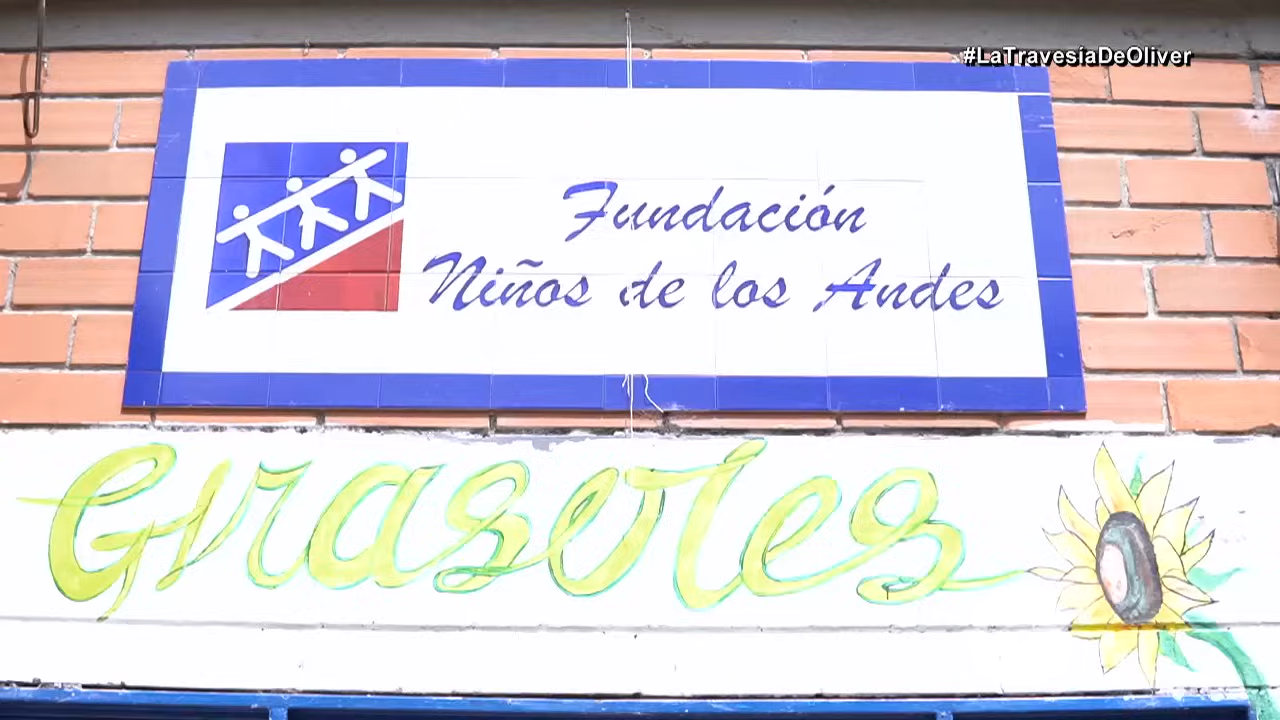 #LaTravesíaDeOliver
Fundación
Niños de los Andes
Girasoles